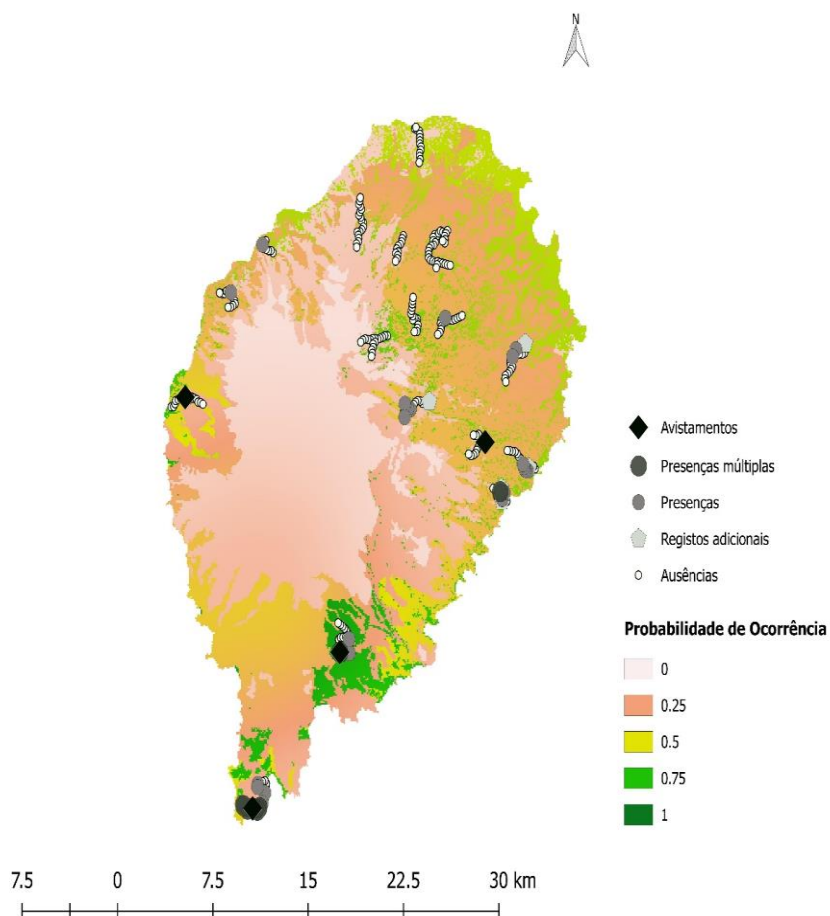 N
Avistamentos
Presenças múltiplas
Presenças
Registos adicionais
Ausências
Probabilidade de Ocorrência
0
0.25
0.5
0.75
1
7.5 0 7.5 15 22.5 30 km